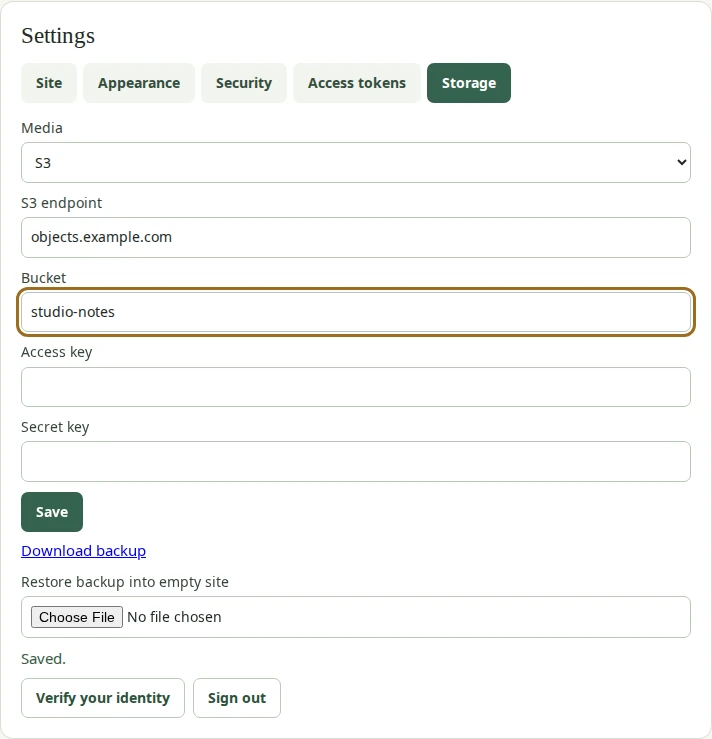 Settings
Site Appearance Security Access tokens Storage
Media
S3
S3 endpoint
objects.example.com
Bucket
studio-notes
Access key
Secret key
Save
Download backup
Restore backup into empty site
Choose File No file chosen
Saved.
Verify your identity Sign out